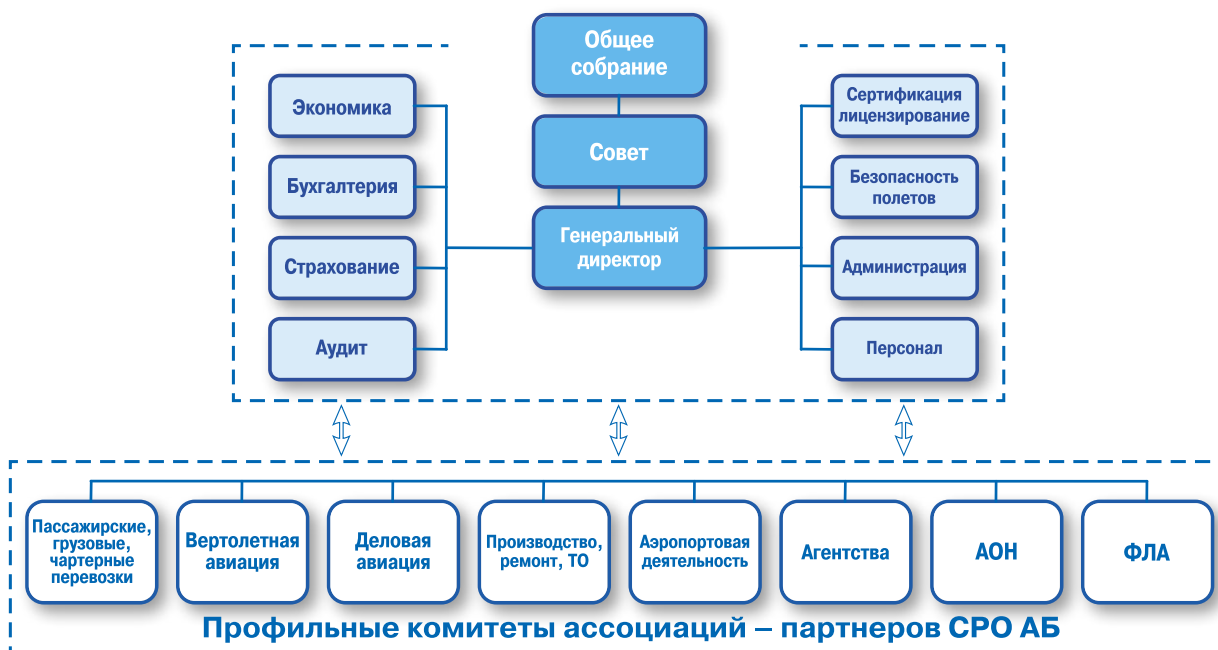 Общее
собрание
Совет
Генеральный
директор
Экономика
Бухгалтерия
Страхование
Аудит
Сертификация
лицензирование
Безопасность
полетов
Администрация
Персонал
Пассажирские,
грузовые,
чартерные
перевозки
Вертолетная
авиация
Деловая
авиация
Производство,
ремонт, ТО
Аэропортовая
деятельность
Агентства
АОН
ФЛА
Профильные комитеты ассоциаций – партнеров СРО АБ